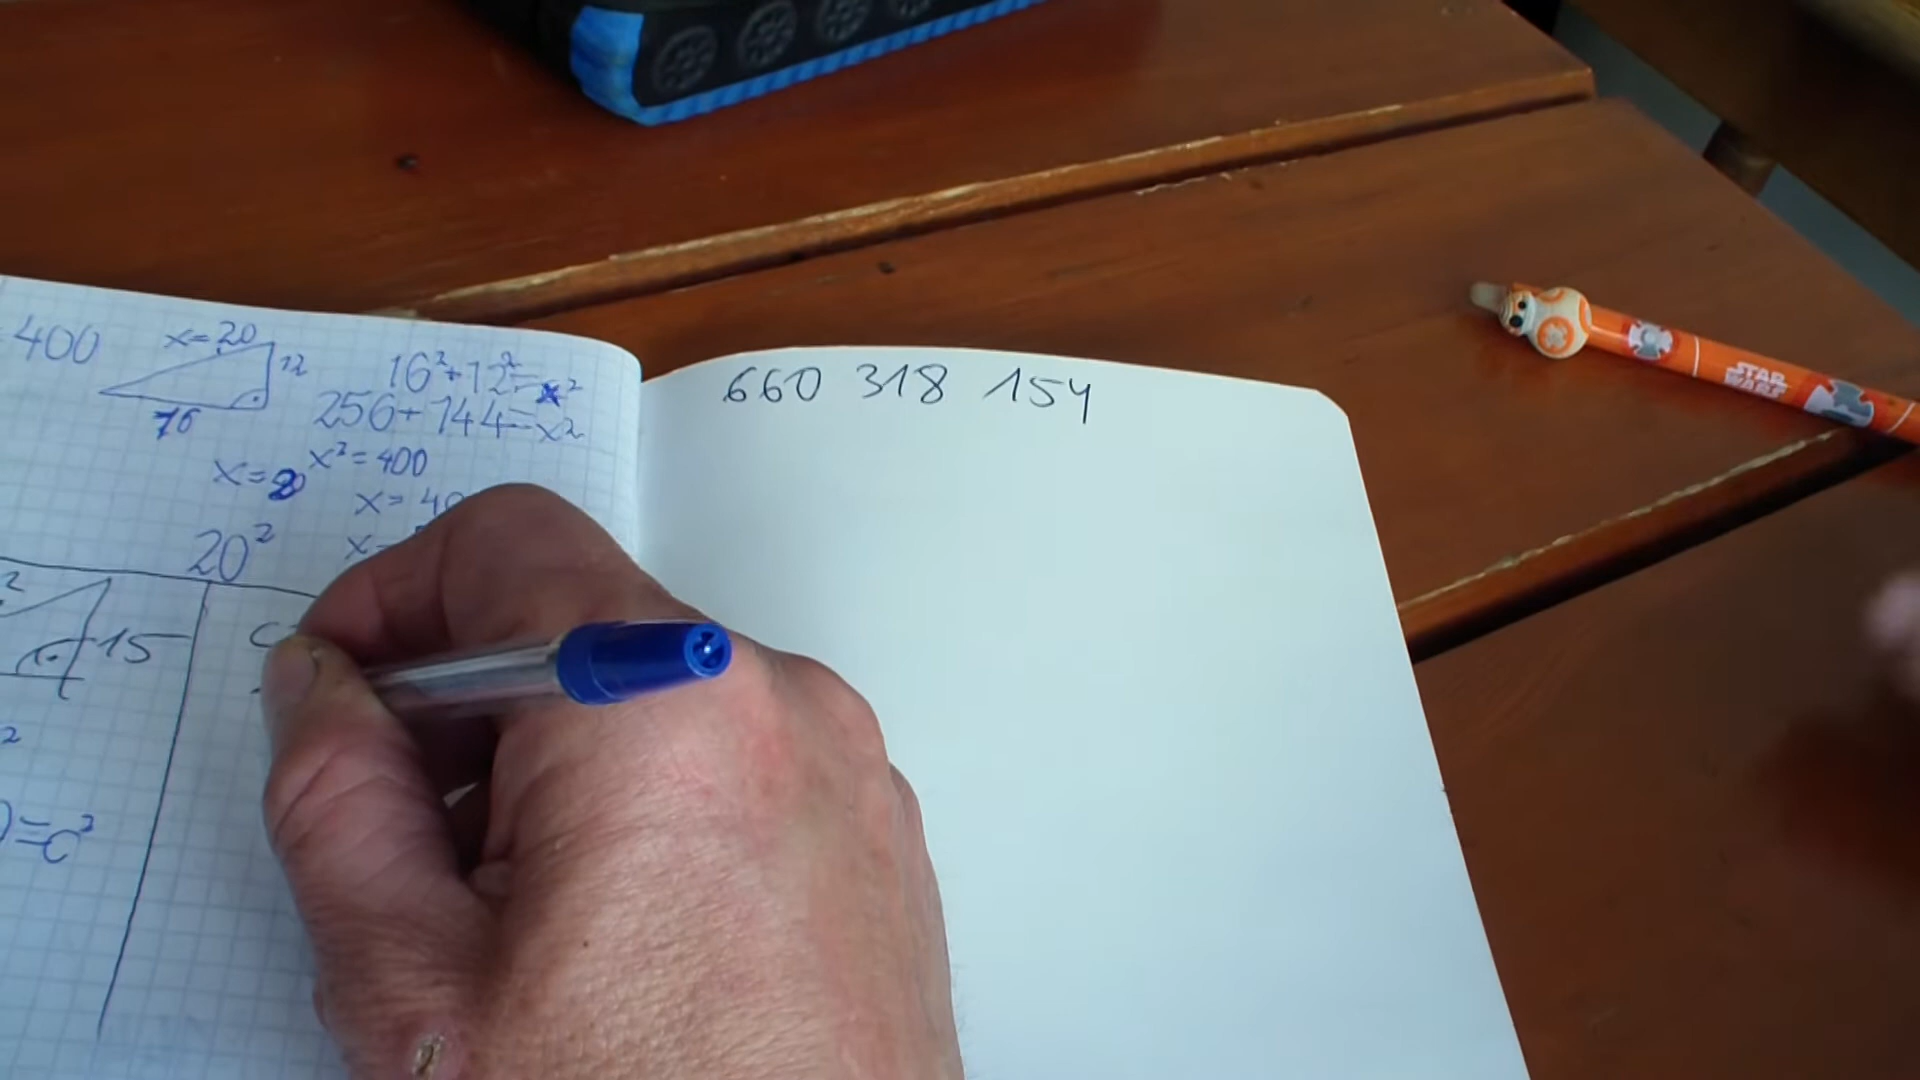 400
x=20
12
16
16²+12²=x²
256+144=x²
x²=400
x=20
20²
15
=c²
660 318 154
STAR
WARS